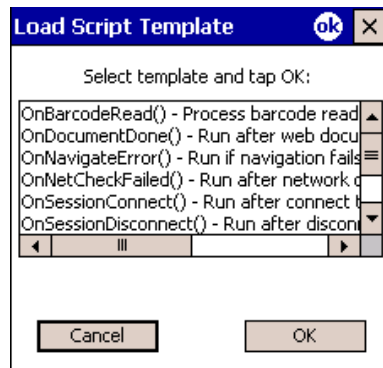 Load Script Template ok
Select template and tap OK:
OnBarcodeRead() - Process barcode read
OnDocumentDone() - Run after web docu
OnNavigateError() - Run if navigation fails
OnNetCheckFailed() - Run after network
OnSessionConnect() - Run after connect
OnSessionDisconnect() - Run after discon
Cancel OK